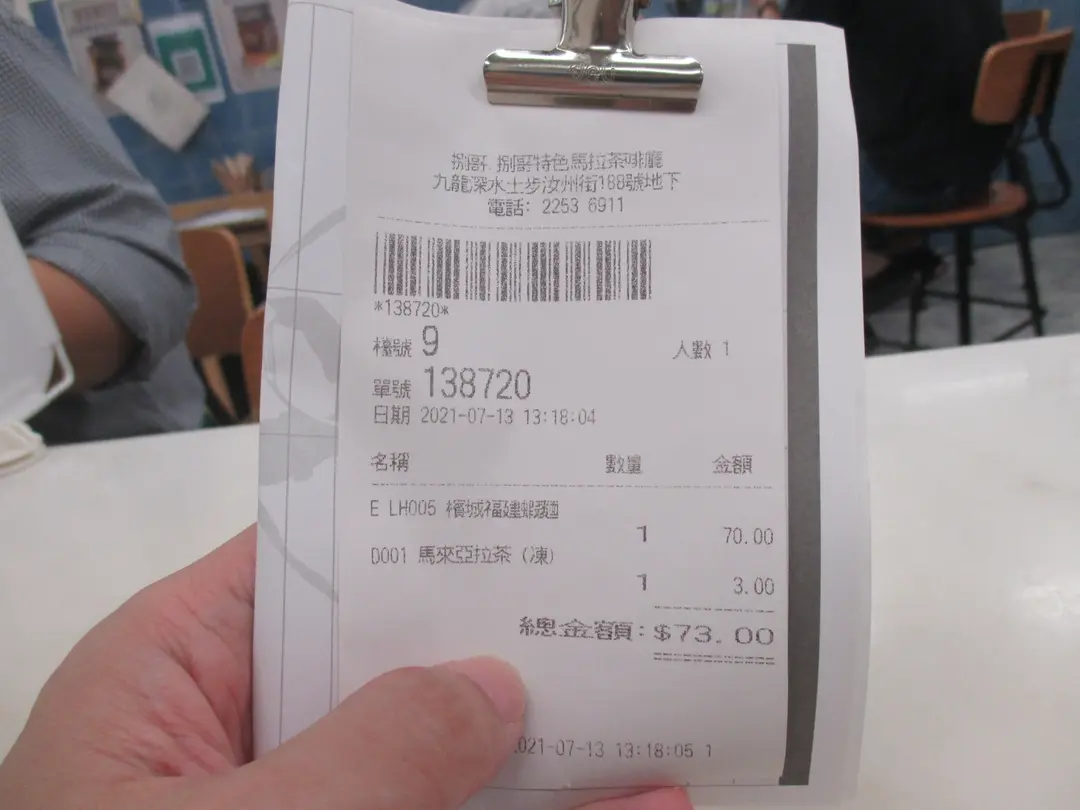 捌哥 捌哥特色馬拉茶啡廳
九龍深水土步汝州街188號地下
電話: 2253 6911
*138720*
檯號 9 人數 1
單號 138720
日期 2021-07-13 13:18:04
名稱 數量 金額
E LH005 檳城福建蝦麵
1 70.00
D001 馬來亞拉茶 (凍)
1 3.00
總金額: $73.00
021-07-13 13:18:05 1